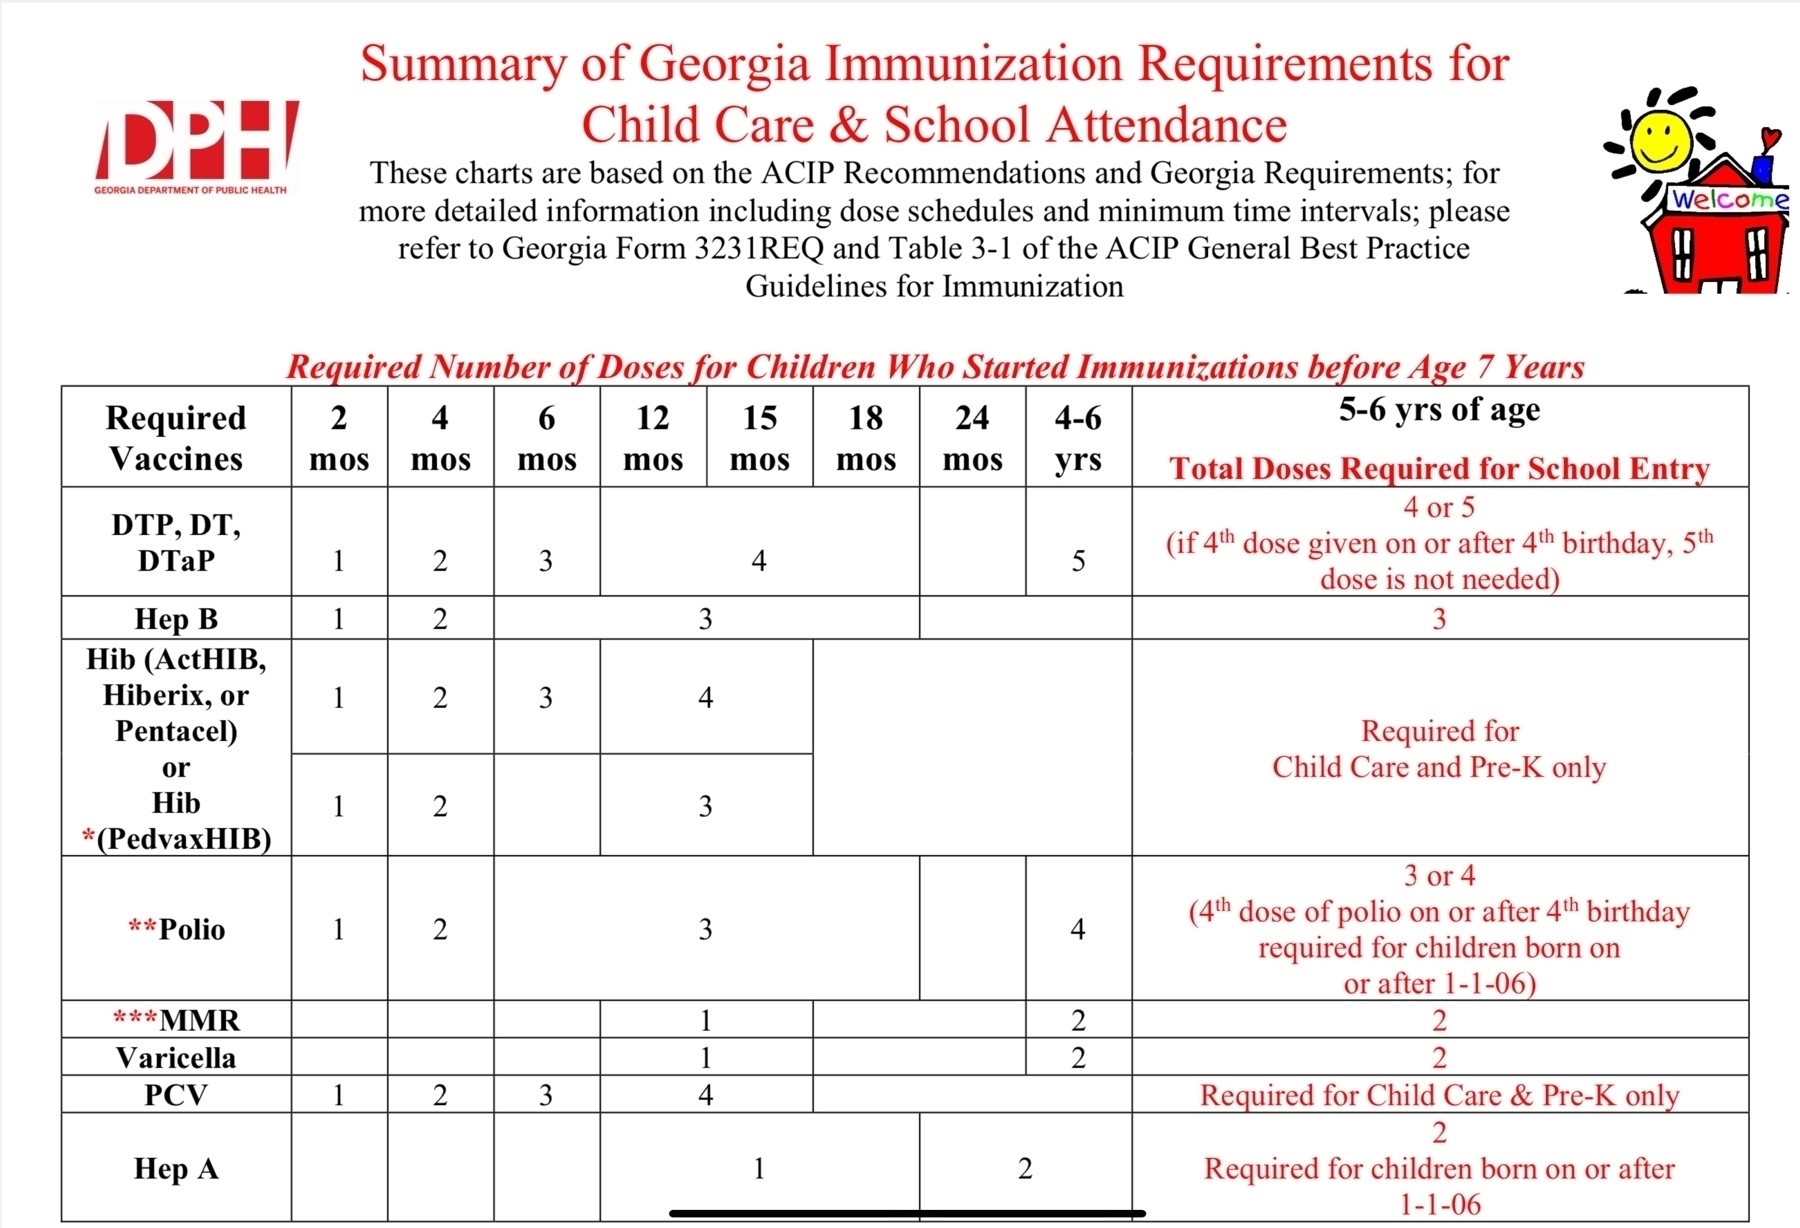 Summary of Georgia Immunization Requirements for
Child Care & School Attendance
DPH
GEORGIA DEPARTMENT OF PUBLIC HEALTH
Welcome
These charts are based on the ACIP Recommendations and Georgia Requirements; for
more detailed information including dose schedules and minimum time intervals; please
refer to Georgia Form 3231REQ and Table 3-1 of the ACIP General Best Practice
Guidelines for Immunization
Required Number of Doses for Children Who Started Immunizations before Age 7 Years
Required Vaccines 2 mos 4 mos 6 mos 12 mos 15 mos 18 mos 24 mos 4-6 yrs 5-6 yrs of age
Total Doses Required for School Entry
DTP, DT,
DTaP 1 2 3 4 5
4 or 5
(if 4th dose given on or after 4th birthday, 5th
dose is not needed)
Hep B 1 2 3 3
Hib (ActHIB,
Hiberix, or
Pentacel)
1 2 3 4
or
Hib
*(PedvaxHIB)
1 2 3
Required for
Child Care and Pre-K only
**Polio 1 2 3 4
3 or 4
(4th dose of polio on or after 4th birthday
required for children born on
or after 1-1-06)
***MMR 1 2 2
Varicella 1 2 2
PCV 1 2 3 4 Required for Child Care & Pre-K only
Hep A 1 2
2
Required for children born on or after
1-1-06